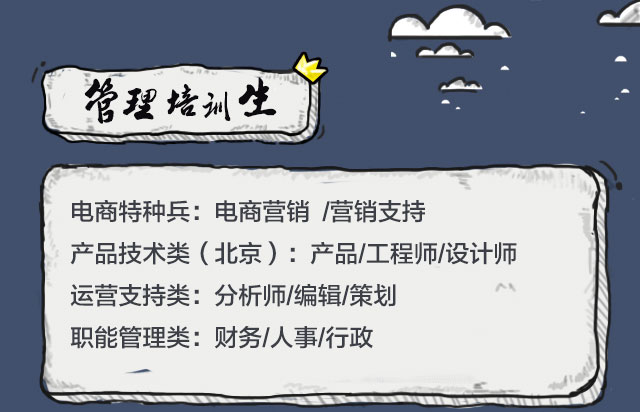 管理培训生
电商特种兵：电商营销 /营销支持
产品技术类（北京）：产品/工程师/设计师
运营支持类：分析师/编辑/策划
职能管理类：财务/人事/行政